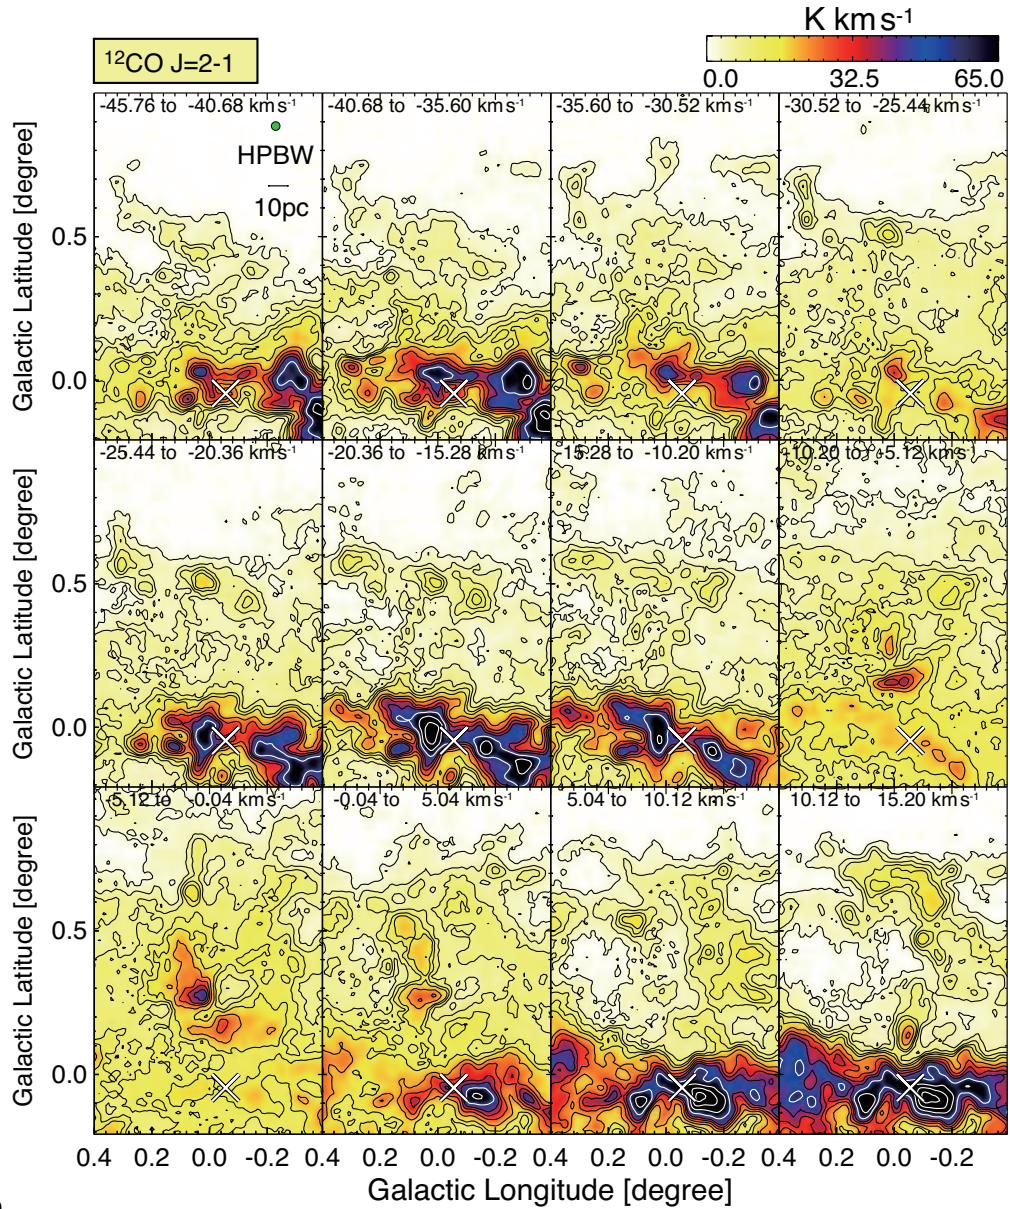 K km s-1
12CO J=2-1
0.0 32.5 65.0
-45.76 to -40.68 km s-1 -40.68 to -35.60 km s-1 -35.60 to -30.52 km s-1 -30.52 to -25.44 km s-1
HPBW
10pc
Galactic Latitude [degree]
0.5
0.0
-25.44 to -20.36 km s-1 -20.36 to -15.28 km s-1 -15.28 to -10.20 km s-1 -10.20 to -5.12 km s-1
Galactic Latitude [degree]
0.5
0.0
-5.12 to -0.04 km s-1 -0.04 to 5.04 km s-1 5.04 to 10.12 km s-1 10.12 to 15.20 km s-1
Galactic Latitude [degree]
0.5
0.0
0.4 0.2 0.0 -0.2 0.4 0.2 0.0 -0.2 0.4 0.2 0.0 -0.2 0.4 0.2 0.0 -0.2
Galactic Longitude [degree]